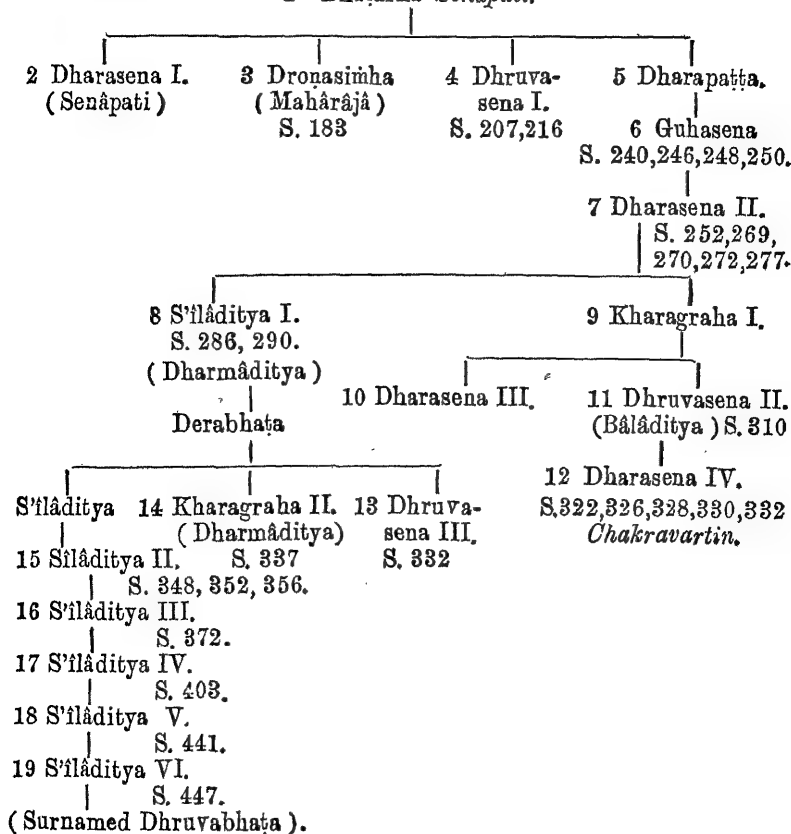 2 Dharasena I. 3 Droṇasiṃha 4 Dhruva- 5 Dharapaṭṭa.
(Senâpati) (Mahârâjâ) sena I.
S. 183 S. 207,216 6 Guhasena
S. 240,246,248,250.
7 Dharasena II.
S. 252,269,
270,272,277.
8 S'îlâditya I. 9 Kharagraha I.
S. 286, 290.
(Dharmâditya)
10 Dharasena III. 11 Dhruvasena II.
Derabhaṭa (Bâlâditya) S. 310
12 Dharasena IV.
S'îlâditya 14 Kharagraha II. 13 Dhruva- S.322,326,328,330,332
(Dharmâditya) sena III. Chakravartin.
15 Sîlâditya II. S. 337 S. 332
S. 348, 352, 356.
16 S'îlâditya III.
S. 372.
17 S'îlâditya IV.
S. 403.
18 S'îlâditya V.
S. 441.
19 S'îlâditya VI.
S. 447.
(Surnamed Dhruvabhaṭa).